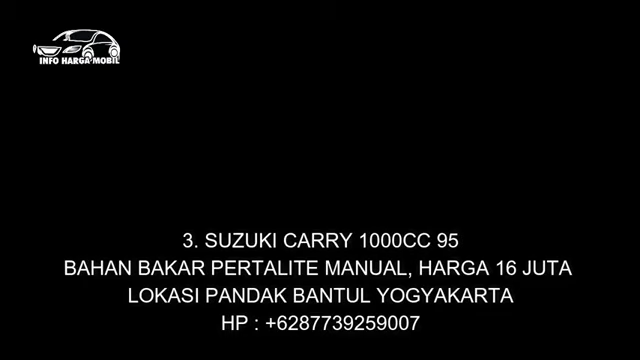 INFO HARGA MOBIL
3. SUZUKI CARRY 1000CC 95
BAHAN BAKAR PERTALITE MANUAL, HARGA 16 JUTA
LOKASI PANDAK BANTUL YOGYAKARTA
HP : +6287739259007